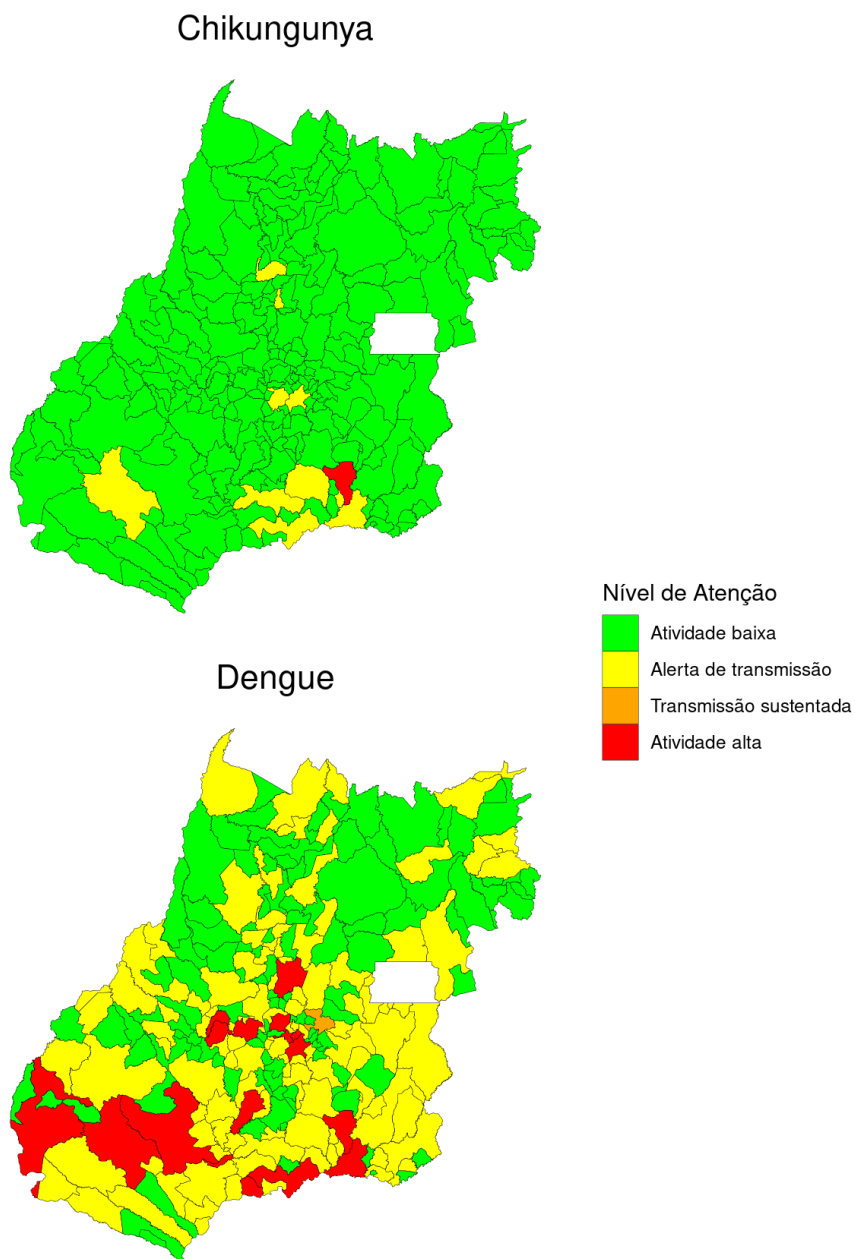 Chikungunya
Nível de Atenção
Atividade baixa
Alerta de transmissão
Transmissão sustentada
Atividade alta
Dengue